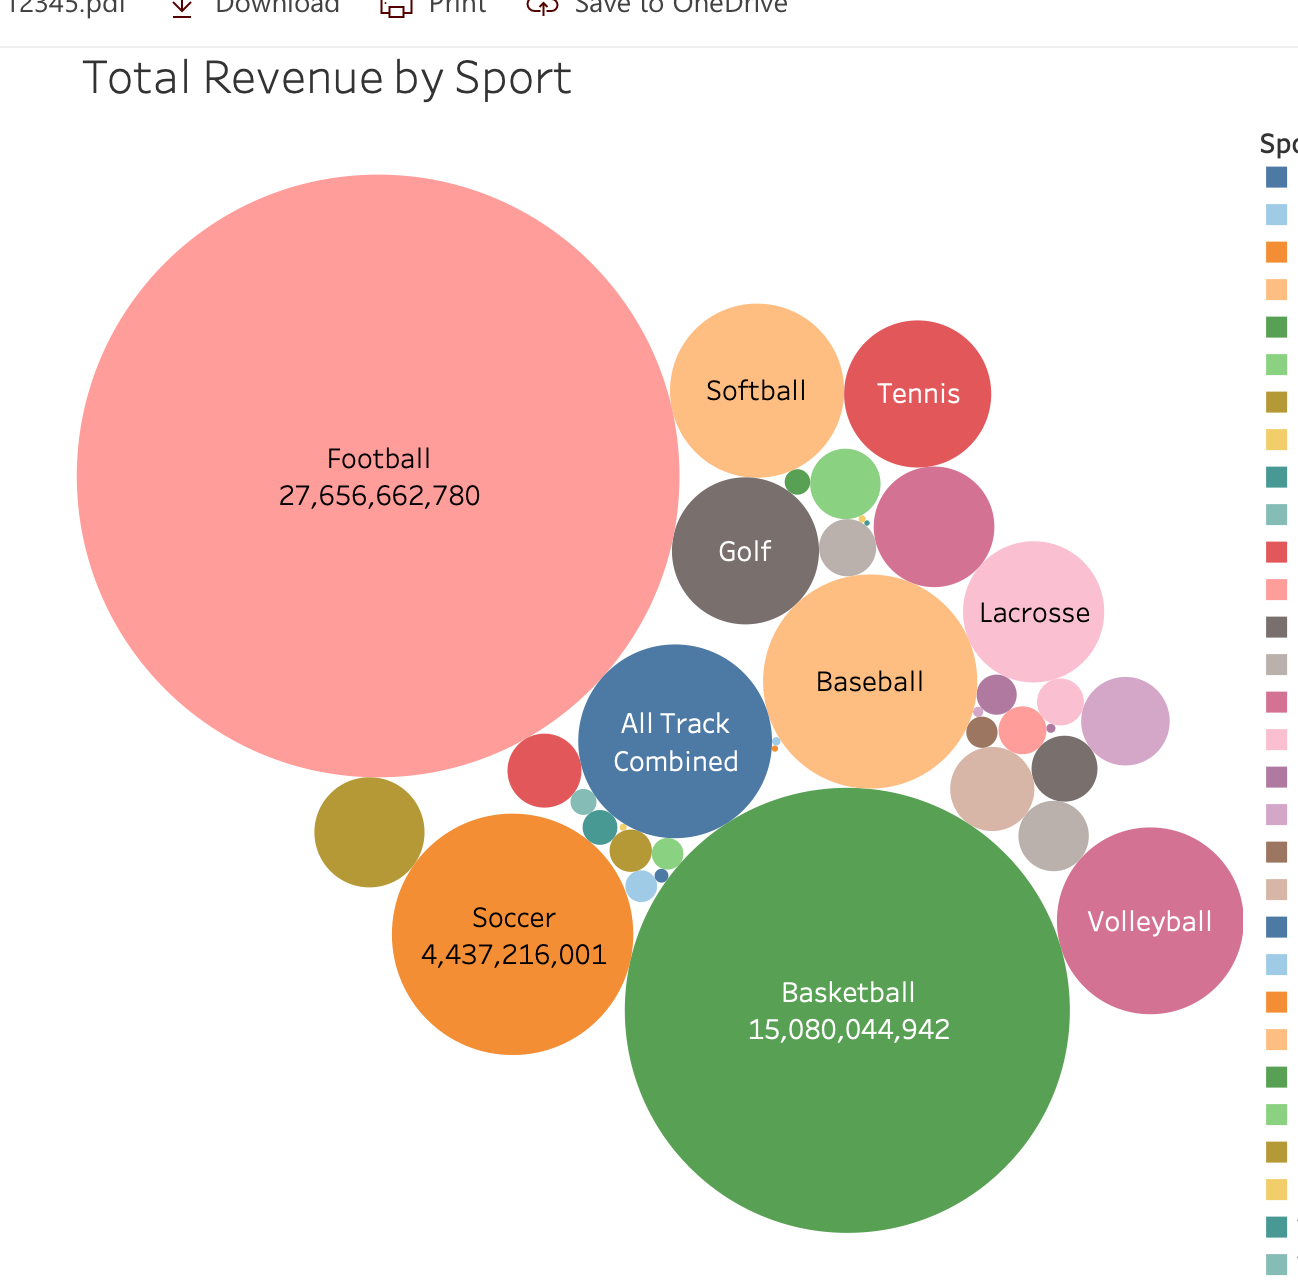 12345.pdf Download Print Save to OneDrive
Total Revenue by Sport
Football
27,656,662,780
Softball
Tennis
Golf
Lacrosse
Baseball
All Track
Combined
Soccer
4,437,216,001
Volleyball
Basketball
15,080,044,942